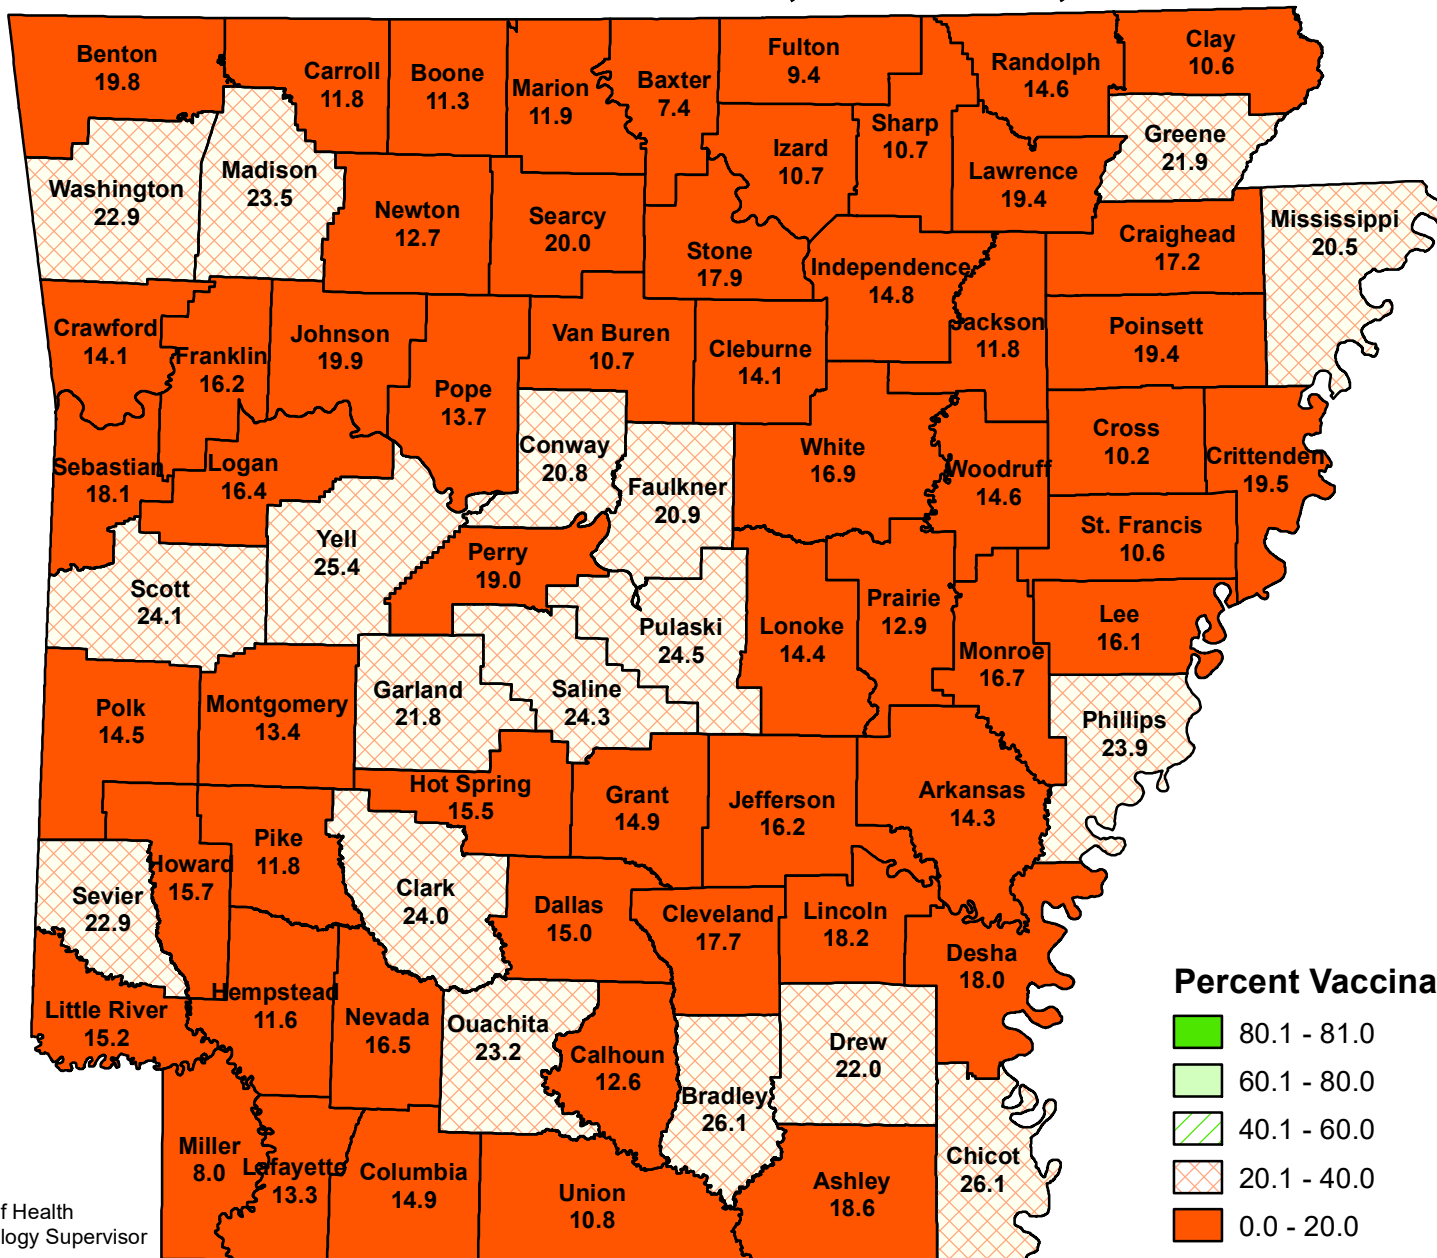 Benton
19.8
Carroll
11.8
Boone
11.3
Marion
11.9
Baxter
7.4
Fulton
9.4
Randolph
14.6
Clay
10.6
Sharp
10.7
Izard
10.7
Greene
21.9
Lawrence
19.4
Washington
22.9
Madison
23.5
Newton
12.7
Searcy
20.0
Stone
17.9
Independence
14.8
Craighead
17.2
Mississippi
20.5
Crawford
14.1
Franklin
16.2
Johnson
19.9
Pope
13.7
Van Buren
10.7
Cleburne
14.1
Jackson
11.8
Poinsett
19.4
Sebastian
18.1
Logan
16.4
Conway
20.8
Faulkner
20.9
White
16.9
Woodruff
14.6
Cross
10.2
Crittenden
19.5
Yell
25.4
Perry
19.0
St. Francis
10.6
Scott
24.1
Pulaski
24.5
Lonoke
14.4
Prairie
12.9
Monroe
16.7
Lee
16.1
Polk
14.5
Montgomery
13.4
Garland
21.8
Saline
24.3
Phillips
23.9
Hot Spring
15.5
Grant
14.9
Jefferson
16.2
Arkansas
14.3
Pike
11.8
Howard
15.7
Sevier
22.9
Clark
24.0
Dallas
15.0
Cleveland
17.7
Lincoln
18.2
Desha
18.0
Little River
15.2
Hempstead
11.6
Nevada
16.5
Ouachita
23.2
Calhoun
12.6
Bradley
26.1
Drew
22.0
Miller
8.0
Lafayette
13.3
Columbia
14.9
Union
10.8
Ashley
18.6
Chicot
26.1
Percent Vaccina
80.1 - 81.0
60.1 - 80.0
40.1 - 60.0
20.1 - 40.0
0.0 - 20.0
f Health
logy Supervisor